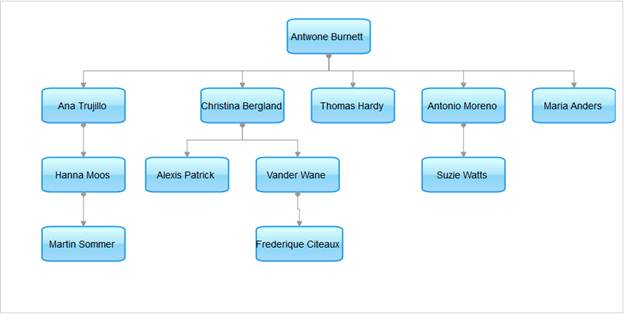 Antwone Burnett
Ana Trujillo
Christina Bergland
Thomas Hardy
Antonio Moreno
Maria Anders
Hanna Moos
Alexis Patrick
Vander Wane
Suzie Watts
Martin Sommer
Frederique Citeaux